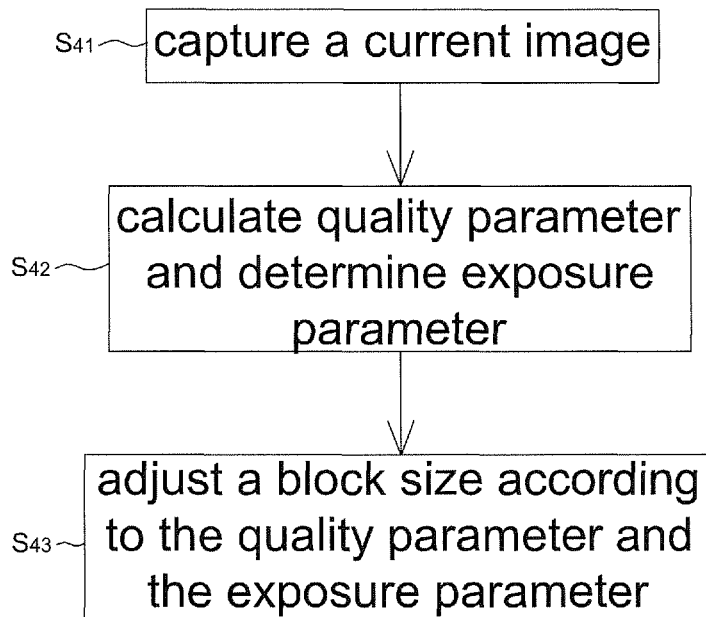 S41
capture a current image
S42
calculate quality parameter
and determine exposure
parameter
S43
adjust a block size according
to the quality parameter and
the exposure parameter